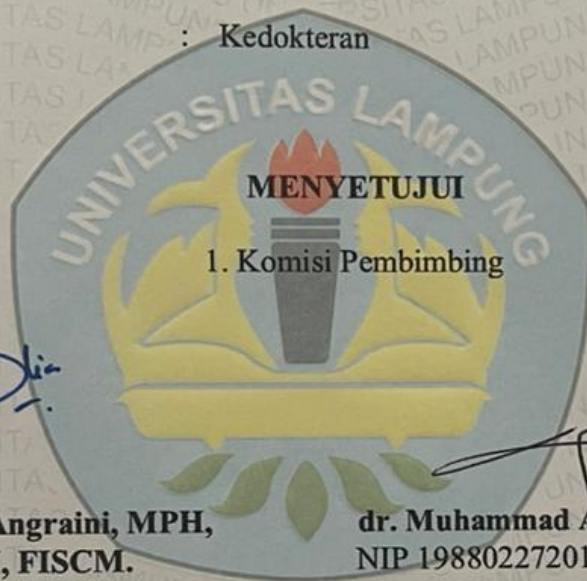 : Kedokteran
UNIVERSITAS LAMPUNG
MENYETUJUI
1. Komisi Pembimbing
Angraini, MPH,
dr. Muhammad A
, FISCM.
NIP 1988022720